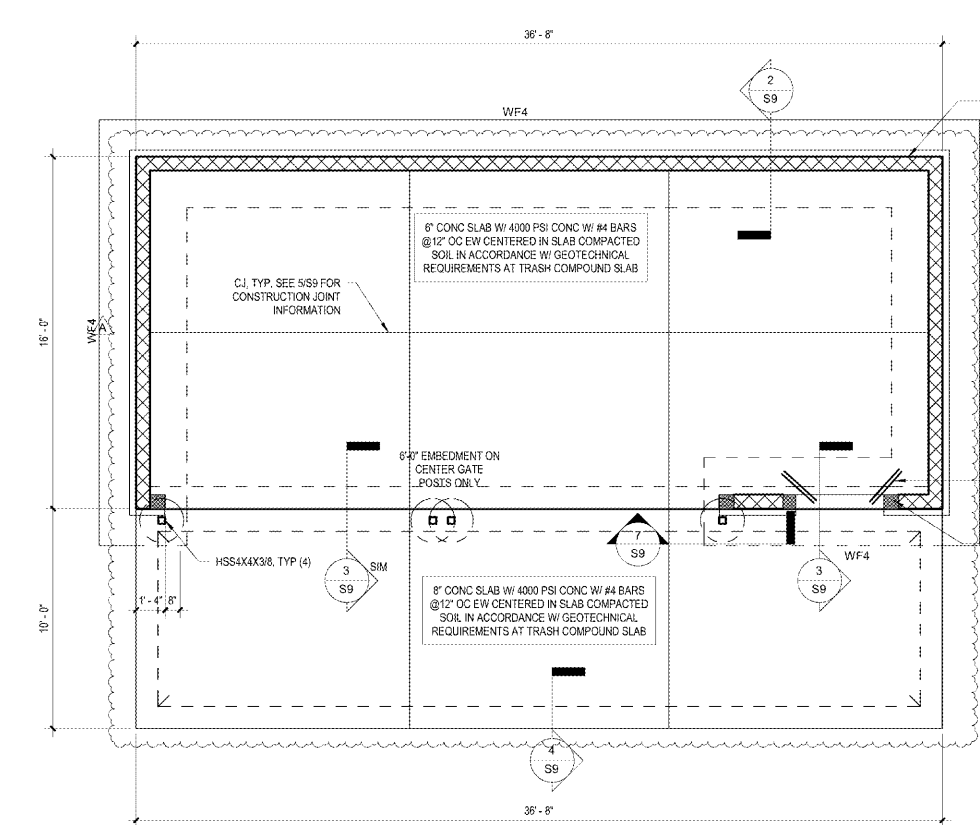 36' - 8"
2
S9
WF4
6" CONC SLAB W/ 4000 PSI CONC W/ #4 BARS
@12" OC EW CENTERED IN SLAB COMPACTED
SOIL IN ACCORDANCE W/ GEOTECHNICAL
REQUIREMENTS AT TRASH COMPOUND SLAB
CJ, TYP, SEE 5/S9 FOR
CONSTRUCTION JOINT
INFORMATION
WF4
A
16' - 0"
6'-0" EMBEDMENT ON
CENTER GATE
POSTS ONLY
7
S9
WF4
HSS4X4X3/8, TYP (4)
3
S9
SIM
3
S9
1' - 4"
8"
8" CONC SLAB W/ 4000 PSI CONC W/ #4 BARS
@12" OC EW CENTERED IN SLAB COMPACTED
SOIL IN ACCORDANCE W/ GEOTECHNICAL
REQUIREMENTS AT TRASH COMPOUND SLAB
10' - 0"
4
S9
36' - 8"